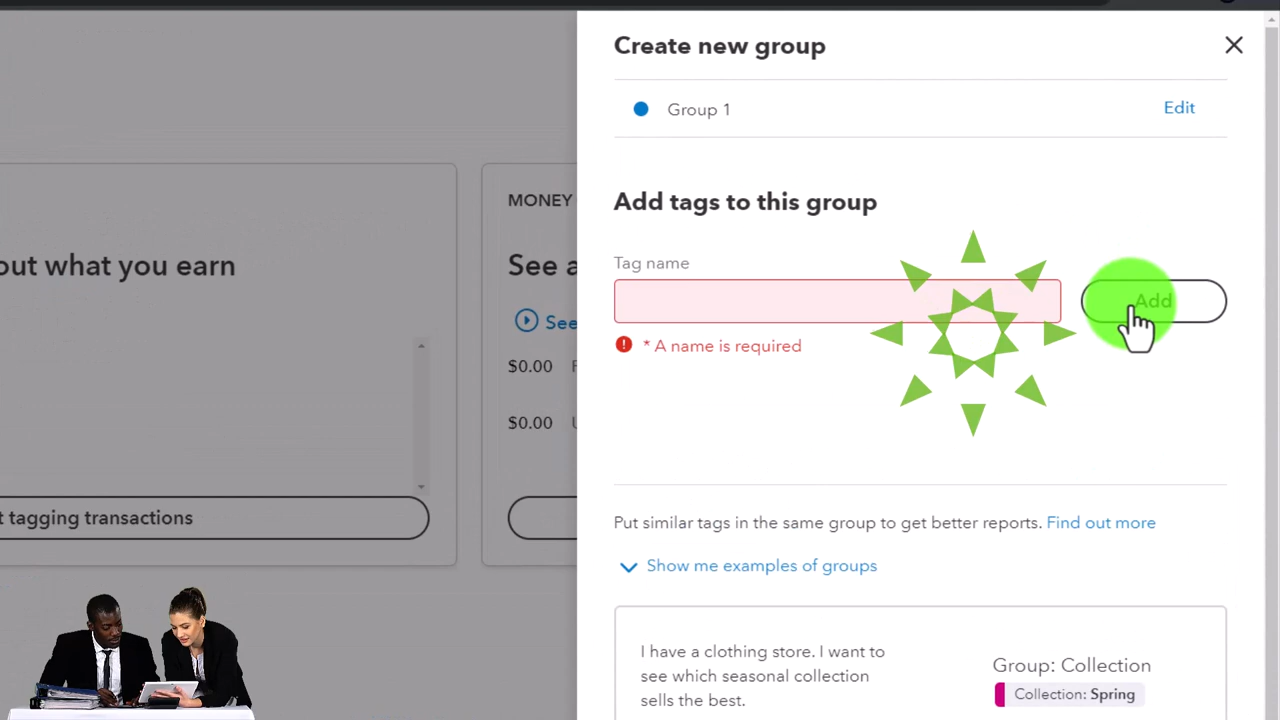 Create new group
Group 1
Edit
Add tags to this group
Tag name
Add
* A name is required
Put similar tags in the same group to get better reports. Find out more
Show me examples of groups
I have a clothing store. I want to
see which seasonal collection
sells the best.
Group: Collection
Collection: Spring
out what you earn
t tagging transactions
MONEY
See a
See
$0.00
$0.00